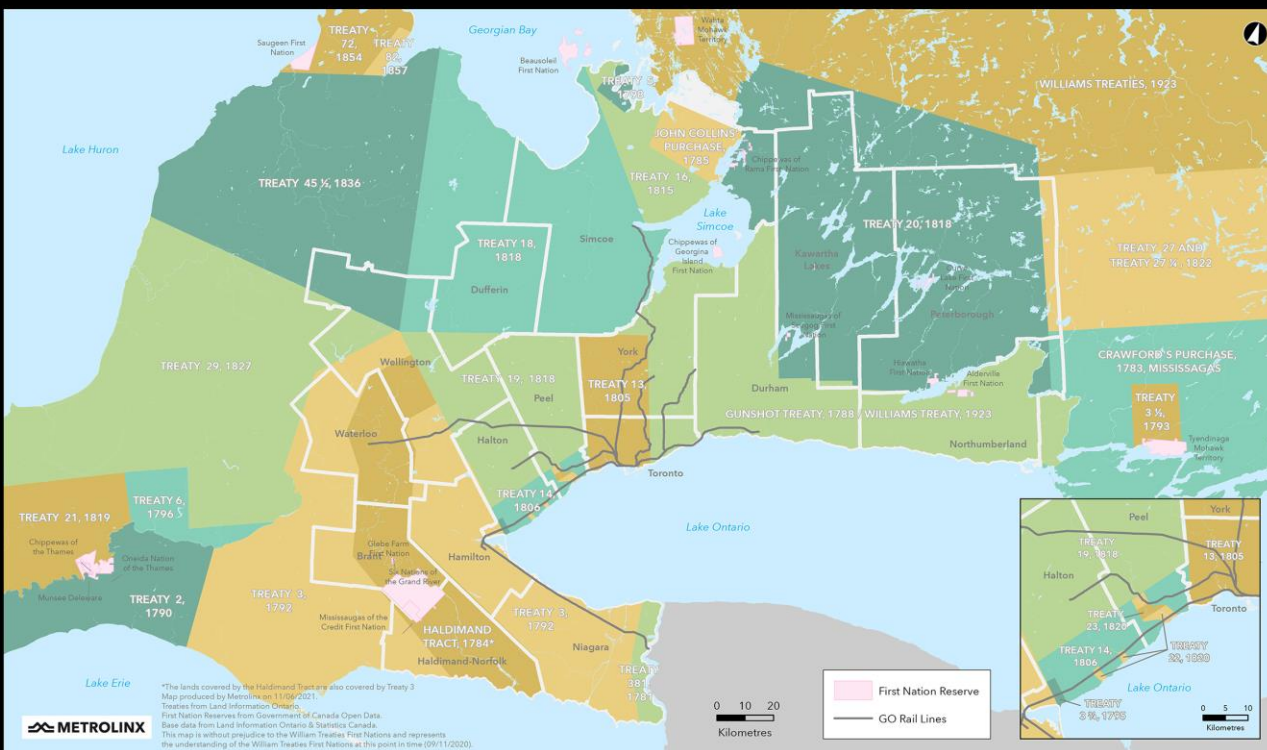 Georgian Bay
TREATY
72,
1854
TREATY
82,
1857
Saugeen First
Nation
Beausoleil
First Nation
Wahta
Mohawk
Territory
WILLIAMS TREATIES, 1923
Lake Huron
JOHN COLLINS'
PURCHASE,
1785
Chippewas of
Rama First Nation
TREATY 45 ½, 1836
TREATY 16,
1815
TREATY 18,
1818
Simcoe
Lake
Simcoe
Chippewas of
Georgina
Island
First Nation
TREATY 20, 1818
Kawartha
Lakes
TREATY 27 AND
TREATY 27 ¼, 1822
Dufferin
Peterborough
Mississaugas of
Scugog First
Nation
TREATY 29, 1827
Wellington
York
TREATY 19, 1818
Peel
TREATY 13,
1805
Hiawatha
First Nation
Alderville
First Nation
CRAWFORD'S PURCHASE,
1783, MISSISSAGAS
Durham
GUNSHOT TREATY, 1788 / WILLIAMS TREATY, 1923
TREATY
3 ½,
1793
Waterloo
Halton
Northumberland
Tyendinaga
Mohawk
Territory
Toronto
TREATY 14,
1806
TREATY 21, 1819
TREATY 6,
1796
Chippewas of
the Thames
Oneida Nation
of the Thames
Lake Ontario
Glebe Farm
First Nation
Brant
Hamilton
Six Nations of
the Grand River
Munsee Delaware
TREATY 2,
1790
TREATY 3,
1792
Mississaugas of the
Credit First Nation
HALDIMAND
TRACT, 1784*
Haldimand-Norfolk
TREATY 3,
1792
Niagara
TREATY
381,
1781
Lake Erie
*The lands covered by the Haldimand Tract are also covered by Treaty 3
Map produced by Metrolinx on 11/06/2021.
Treaties from Land Information Ontario.
First Nation Reserves from Government of Canada Open Data.
Base data from Land Information Ontario & Statistics Canada.
This map is without prejudice to the William Treaties First Nations and represents
the understanding of the William Treaties First Nations at this point in time (09/11/2020).
METROLINX
0 10 20
Kilometres
First Nation Reserve
GO Rail Lines
Peel
York
TREATY
19, 1818
TREATY
13, 1805
Halton
Toronto
TREATY
23, 1820
TREATY 14,
1806
TREATY
22, 1820
Lake Ontario
TREATY
3 ¾, 1795
0 5 10
Kilometres